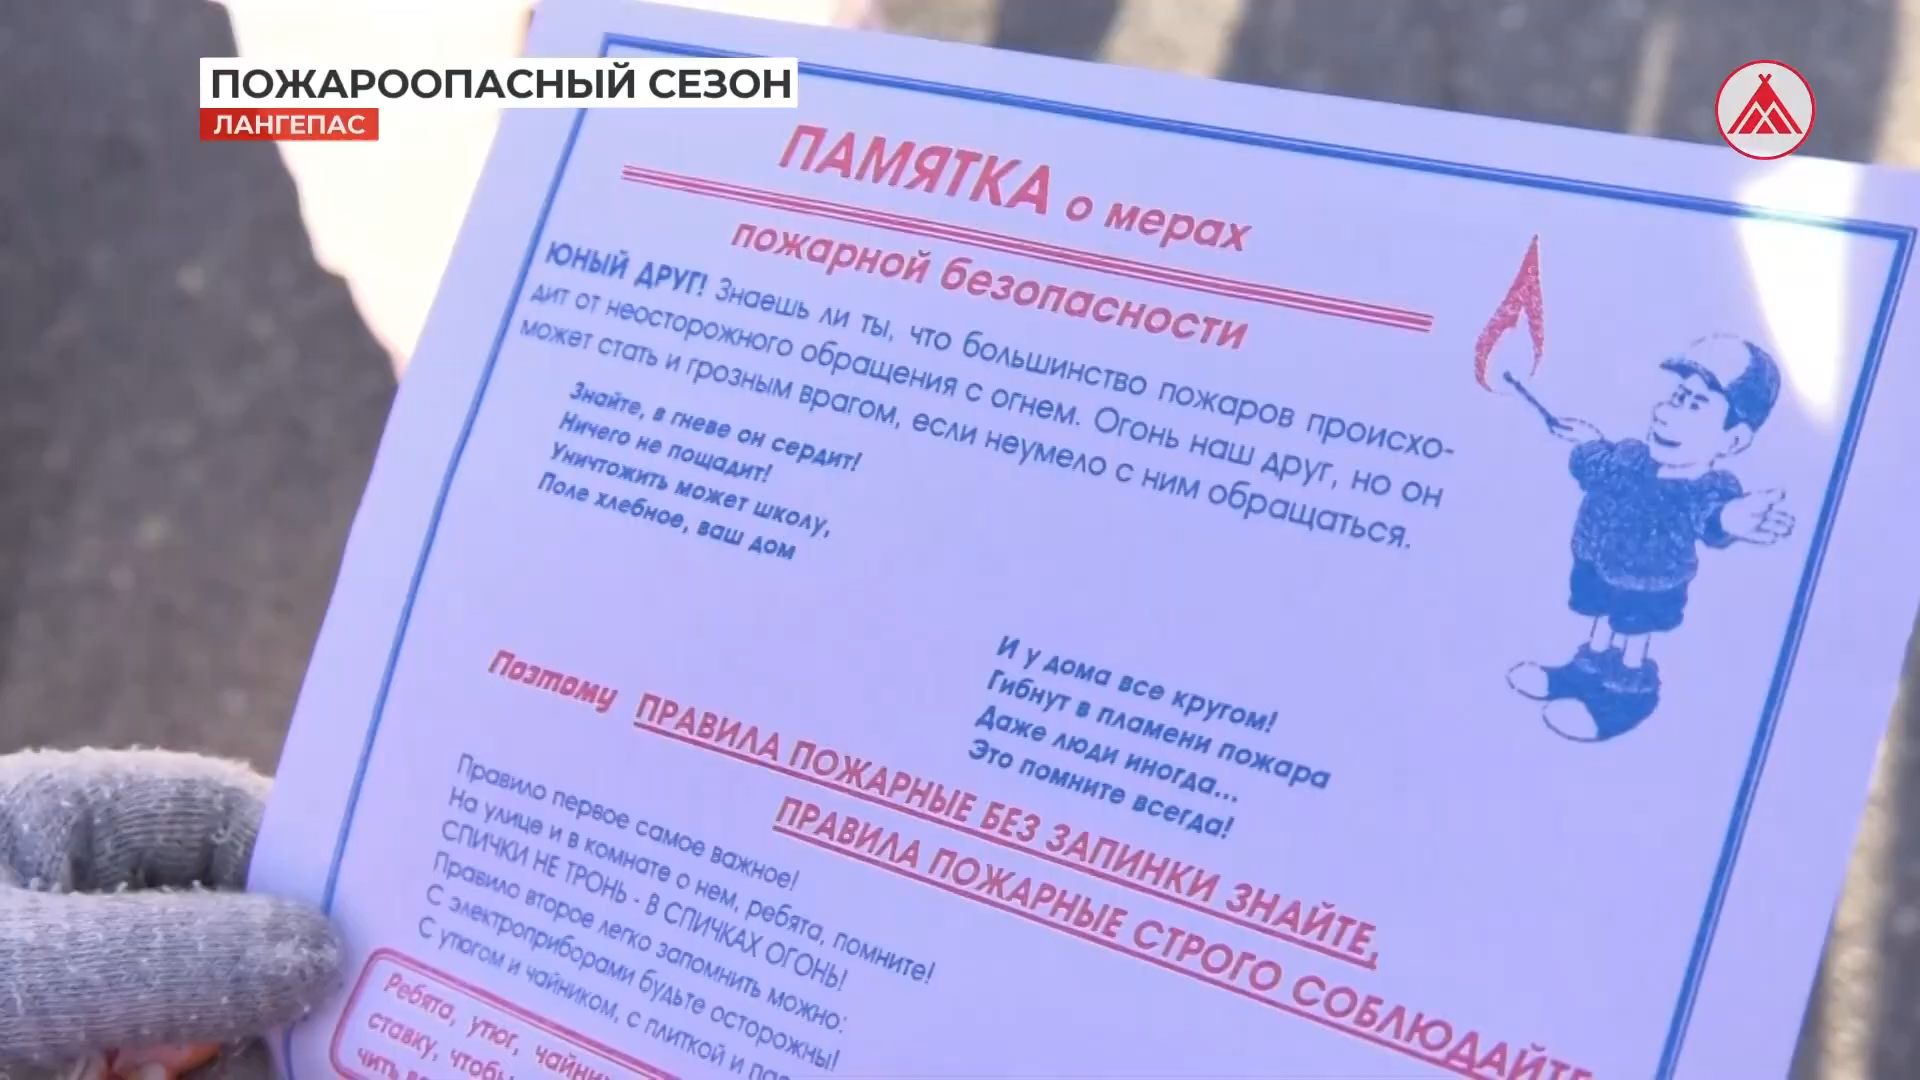 ПОЖАРООПАСНЫЙ СЕЗОН
ЛАНГЕПАС
ПАМЯТКА о мерах
пожарной безопасности
ЮНЫЙ ДРУГ! Знаешь ли ты, что большинство пожаров происхо-
дит от неосторожного обращения с огнем. Огонь наш друг, но он
может стать и грозным врагом, если неумело с ним обращаться.
Знайте, в гневе он сердит!
Ничего не пощадит!
Уничтожить может школу,
Поле хлебное, ваш дом
И у дома все кругом!
Гибнут в пламени пожара
Даже люди иногда...
Это помните всегда!
Поэтому ПРАВИЛА ПОЖАРНЫЕ БЕЗ ЗАПИНКИ ЗНАЙТЕ,
ПРАВИЛА ПОЖАРНЫЕ СТРОГО СОБЛЮДАЙТЕ
Правило первое самое важное!
На улице и в комнате о нем, ребята, помните!
СПИЧКИ НЕ ТРОНЬ - В СПИЧКАХ ОГОНЬ!
Правило второе легко запомнить можно:
С электроприборами будьте осторожны!
С утюгом и чайником, с плиткой и
Ребята, утюг,
ставку, чтобы
чить